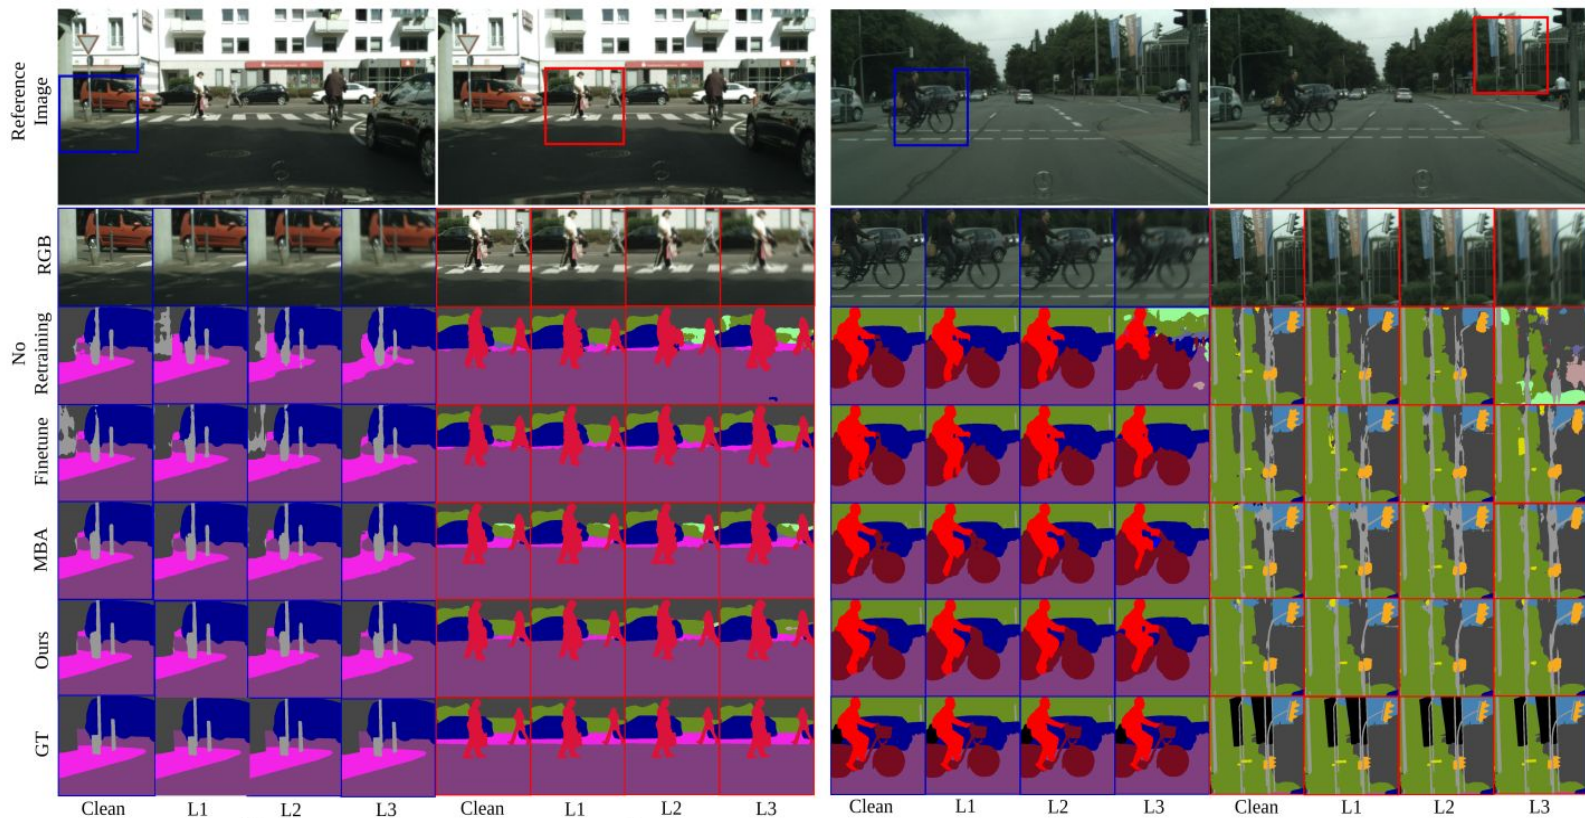 Reference
Image
RGB
No
Retraining
Finetune
MBA
Ours
GT
Clean L1 L2 L3 Clean L1 L2 L3 Clean L1 L2 L3 Clean L1 L2 L3